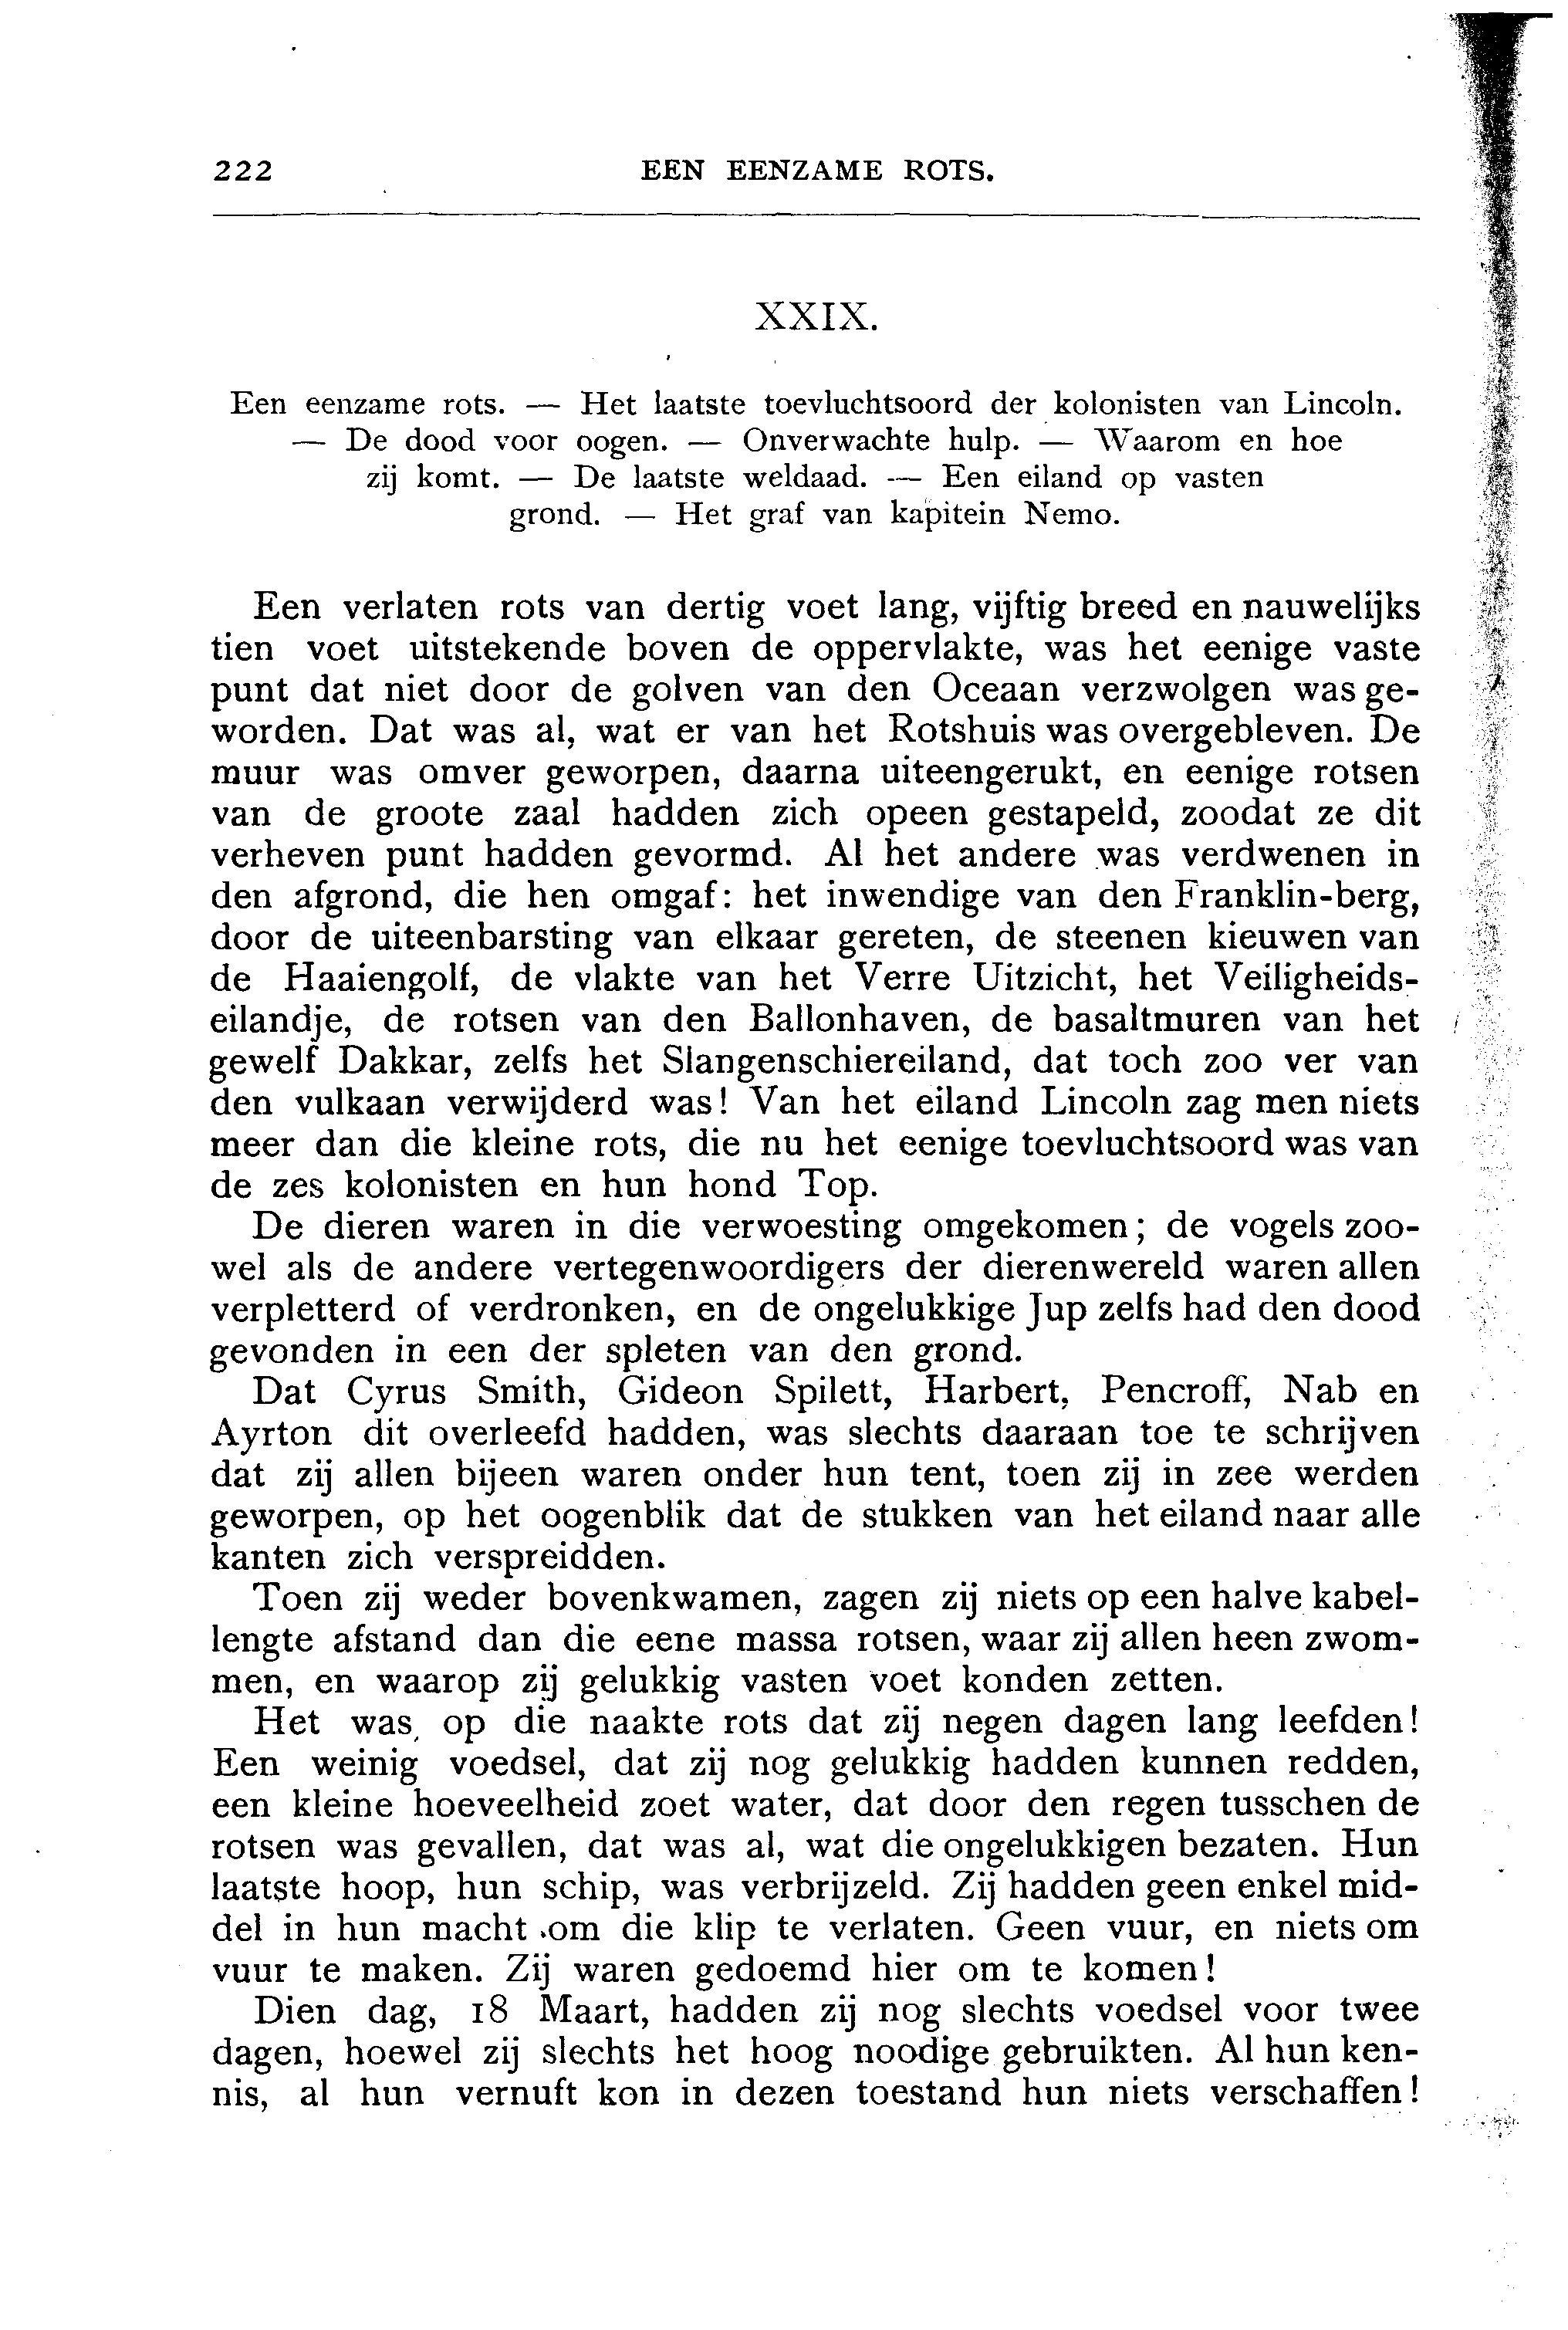 222 EEN EENZAME ROTS.
XXIX.
Een eenzame rots. — Het laatste toevluchtsoord der kolonisten van Lincoln.
— De dood voor oogen. — Onverwachte hulp. — Waarom en hoe
zij komt. — De laatste weldaad. — Een eiland op vasten
grond. — Het graf van kapitein Nemo.
Een verlaten rots van dertig voet lang, vijftig breed en nauwelijks
tien voet uitstekende boven de oppervlakte, was het eenige vaste
punt dat niet door de golven van den Oceaan verzwolgen was ge-
worden. Dat was al, wat er van het Rotshuis was overgebleven. De
muur was omver geworpen, daarna uiteengerukt, en eenige rotsen
van de groote zaal hadden zich opeen gestapeld, zoodat ze dit
verheven punt hadden gevormd. Al het andere was verdwenen in
den afgrond, die hen omgaf: het inwendige van den Franklin-berg,
door de uiteenbarsting van elkaar gereten, de steenen kieuwen van
de Haaiengolf, de vlakte van het Verre Uitzicht, het Veiligheids-
eilandje, de rotsen van den Ballonhaven, de basaltmuren van het
gewelf Dakkar, zelfs het Slangenschiereiland, dat toch zoo ver van
den vulkaan verwijderd was! Van het eiland Lincoln zag men niets
meer dan die kleine rots, die nu het eenige toevluchtsoord was van
de zes kolonisten en hun hond Top.
De dieren waren in die verwoesting omgekomen; de vogels zoo-
wel als de andere vertegenwoordigers der dierenwereld waren allen
verpletterd of verdronken, en de ongelukkige Jup zelfs had den dood
gevonden in een der spleten van den grond.
Dat Cyrus Smith, Gideon Spilett, Harbert, Pencroff, Nab en
Ayrton dit overleefd hadden, was slechts daaraan toe te schrijven
dat zij allen bijeen waren onder hun tent, toen zij in zee werden
geworpen, op het oogenblik dat de stukken van het eiland naar alle
kanten zich verspreidden.
Toen zij weder bovenkwamen, zagen zij niets op een halve kabel-
lengte afstand dan die eene massa rotsen, waar zij allen heen zwom-
men, en waarop zij gelukkig vasten voet konden zetten.
Het was op die naakte rots dat zij negen dagen lang leefden!
Een weinig voedsel, dat zij nog gelukkig hadden kunnen redden,
een kleine hoeveelheid zoet water, dat door den regen tusschen de
rotsen was gevallen, dat was al, wat die ongelukkigen bezaten. Hun
laatste hoop, hun schip, was verbrijzeld. Zij hadden geen enkel mid-
del in hun macht om die klip te verlaten. Geen vuur, en niets om
vuur te maken. Zij waren gedoemd hier om te komen!
Dien dag, 18 Maart, hadden zij nog slechts voedsel voor twee
dagen, hoewel zij slechts het hoog noodige gebruikten. Al hun ken-
nis, al hun vernuft kon in dezen toestand hun niets verschaffen!